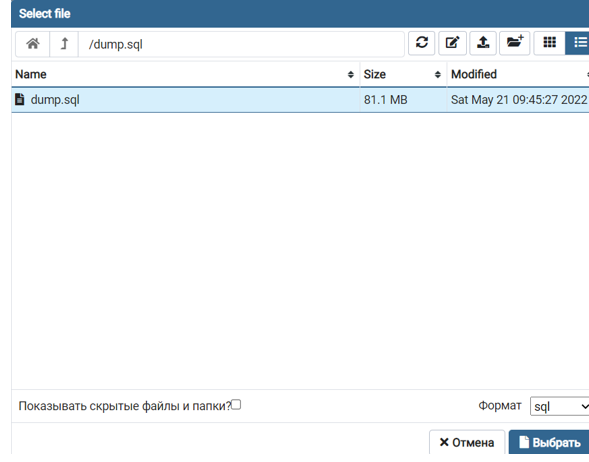 Select file
/dump.sql
Name Size Modified
dump.sql 81.1 MB Sat May 21 09:45:27 2022
Показывать скрытые файлы и папки? Формат sql
Отмена Выбрать